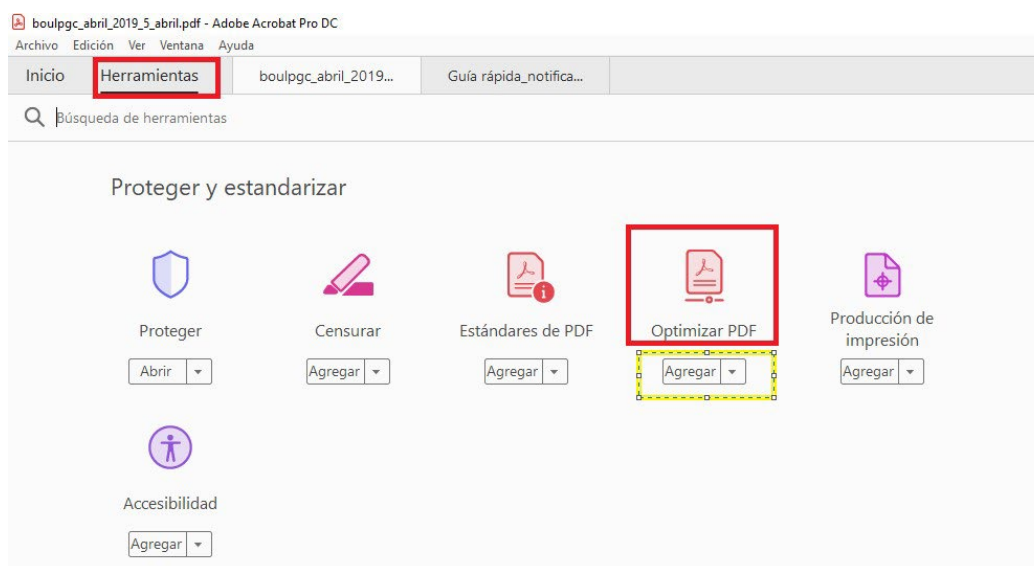 boulpgc_abril_2019_5_abril.pdf - Adobe Acrobat Pro DC
Archivo Edición Ver Ventana Ayuda
Inicio Herramientas boulpgc_abril_2019... Guía rápida_notifica...
Búsqueda de herramientas
Proteger y estandarizar
Proteger Censurar Estándares de PDF Optimizar PDF Producción de
impresión
Abrir Agregar Agregar Agregar Agregar
Accesibilidad
Agregar